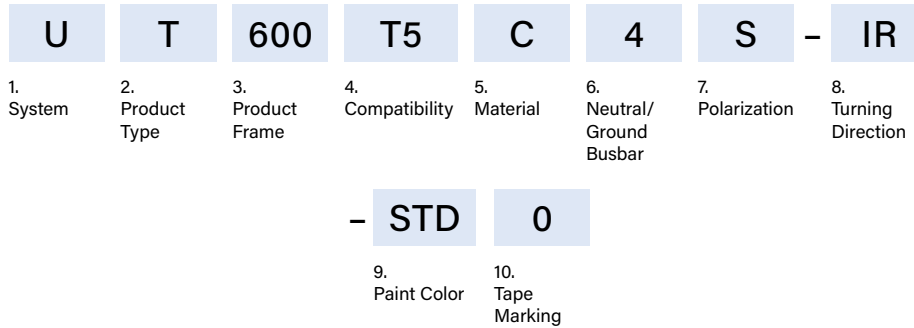 U T 600 T5 C 4 S – IR
1. 2. 3. 4. 5. 6. 7. 8.
System Product Product Compatibility Material Neutral/ Polarization Turning
Type Frame Ground Direction
Busbar
– STD 0
9. 10.
Paint Color Tape
Marking